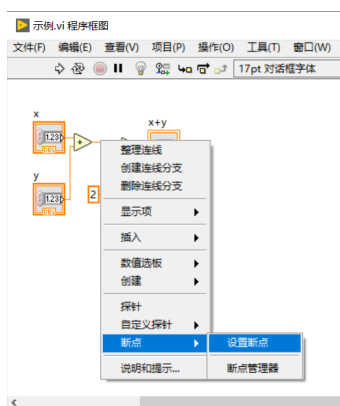 示例.vi 程序框图
文件(F) 编辑(E) 查看(V) 项目(P) 操作(O) 工具(T) 窗口(W)
17pt 对话框字体
x
x+y
1.23
y
1.23
2
整理连线
创建连线分支
删除连线分支
显示项
插入
数值选板
创建
探针
自定义探针
断点
设置断点
说明和提示...
断点管理器